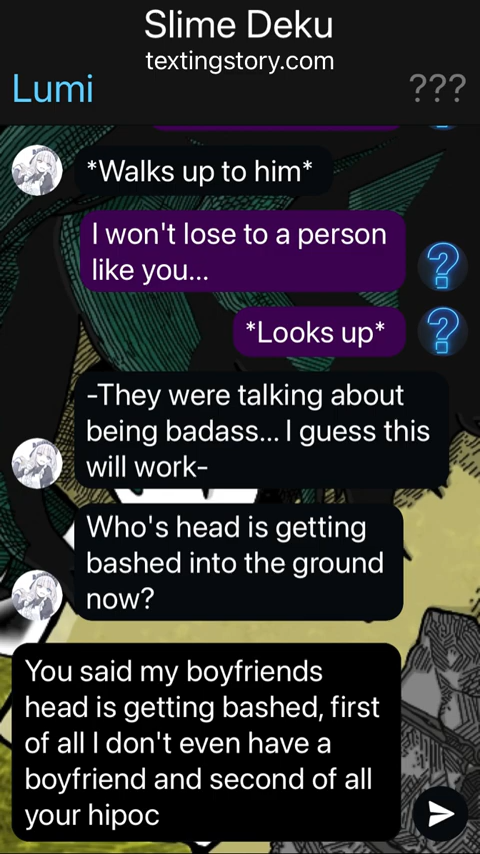 Slime Deku
textingstory.com
Lumi
???
*Walks up to him*
I won't lose to a person
like you...
?
*Looks up*
?
-They were talking about
being badass... I guess this
will work-
Who's head is getting
bashed into the ground
now?
You said my boyfriends
head is getting bashed, first
of all I don't even have a
boyfriend and second of all
your hipoc